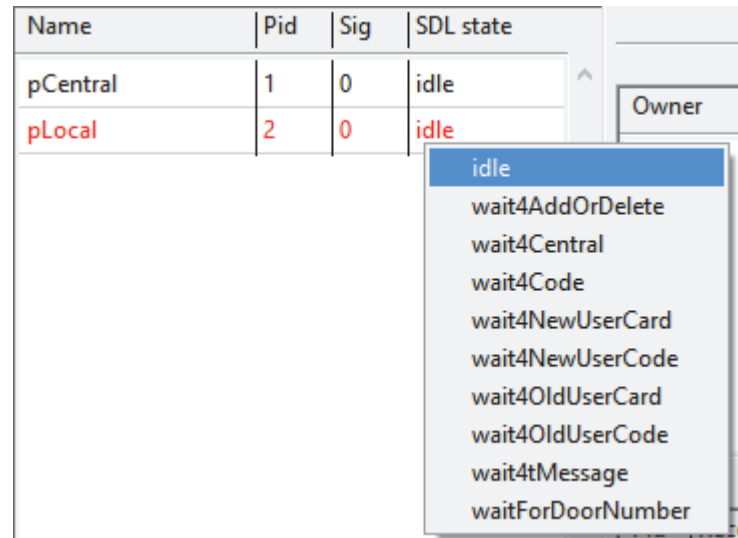 Name Pid Sig SDL state
pCentral 1 0 idle
Owner
pLocal 2 0 idle
idle
wait4AddOrDelete
wait4Central
wait4Code
wait4NewUserCard
wait4NewUserCode
wait4OldUserCard
wait4OldUserCode
wait4tMessage
waitForDoorNumber